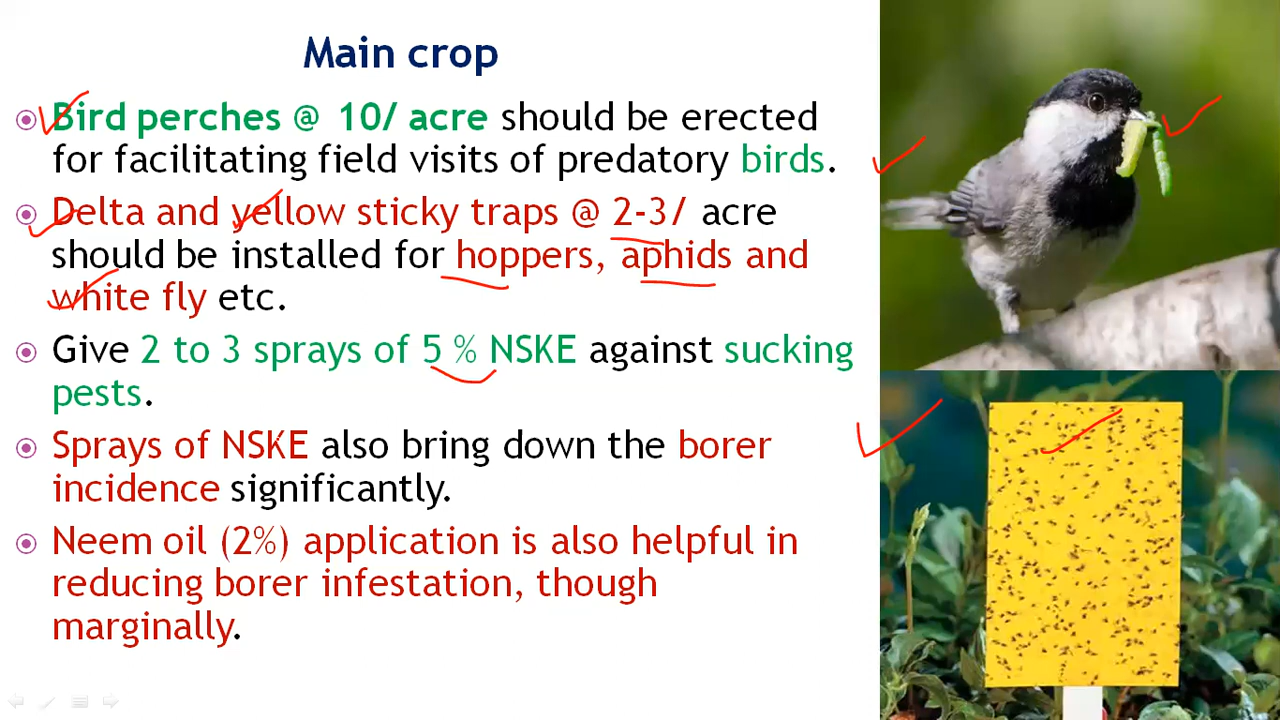 Main crop
Bird perches @ 10/ acre should be erected
for facilitating field visits of predatory birds.
Delta and yellow sticky traps @ 2-3/ acre
should be installed for hoppers, aphids and
white fly etc.
Give 2 to 3 sprays of 5 % NSKE against sucking
pests.
Sprays of NSKE also bring down the borer
incidence significantly.
Neem oil (2%) application is also helpful in
reducing borer infestation, though
marginally.